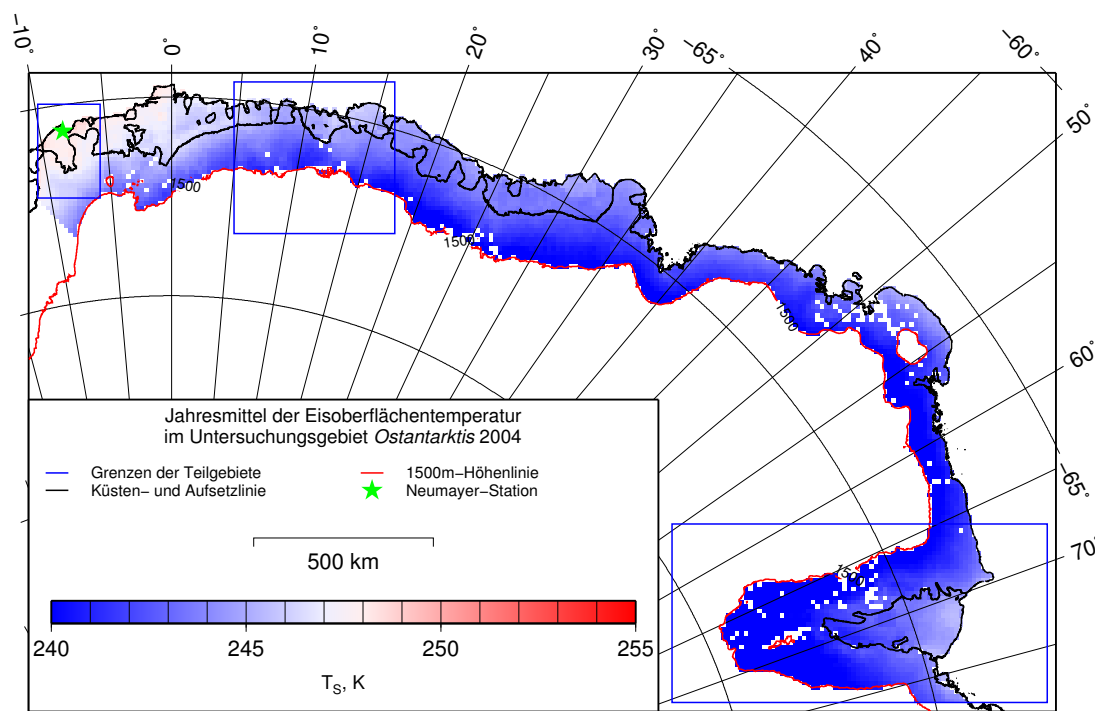 −10° 0° 10° 20° 30° −65° 40° −60°
50°
60°
−65°
70°
1500
1500
1500
1500
Jahresmittel der Eisoberflächentemperatur
im Untersuchungsgebiet Ostantarktis 2004
Grenzen der Teilgebiete 1500m−Höhenlinie
Küsten− und Aufsetzlinie Neumayer−Station
500 km
240 245 250 255
T_S, K